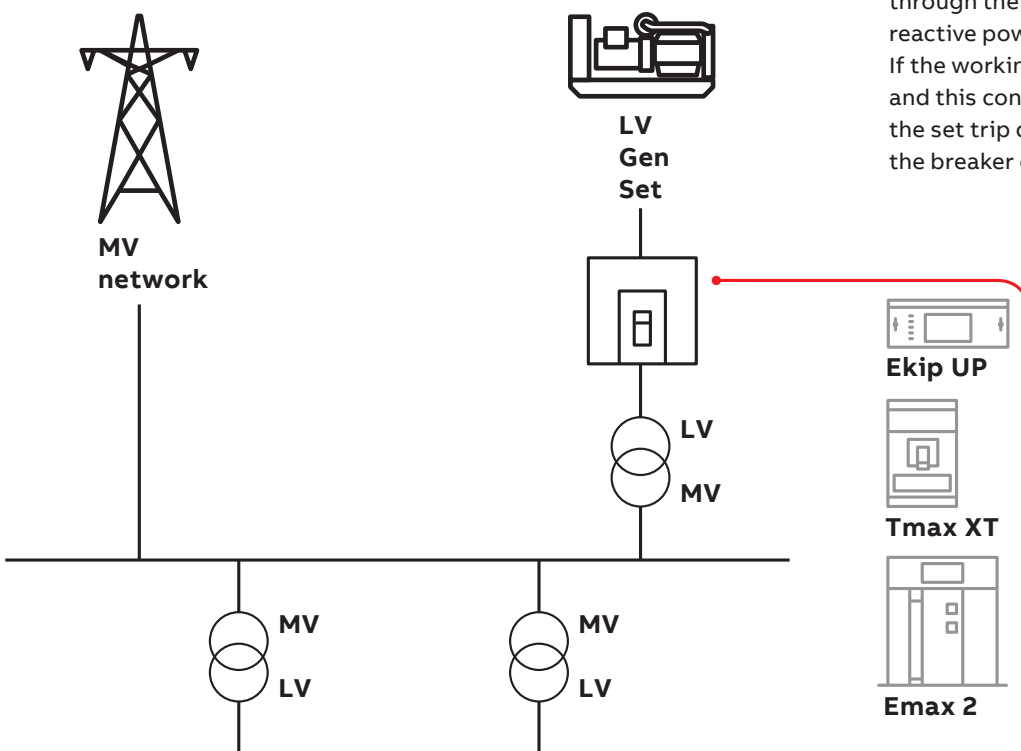 through the
reactive pow
If the workin
and this con
the set trip
the breaker
LV
Gen
Set
MV
network
Ekip UP
LV
MV
Tmax XT
MV
LV
MV
LV
Emax 2